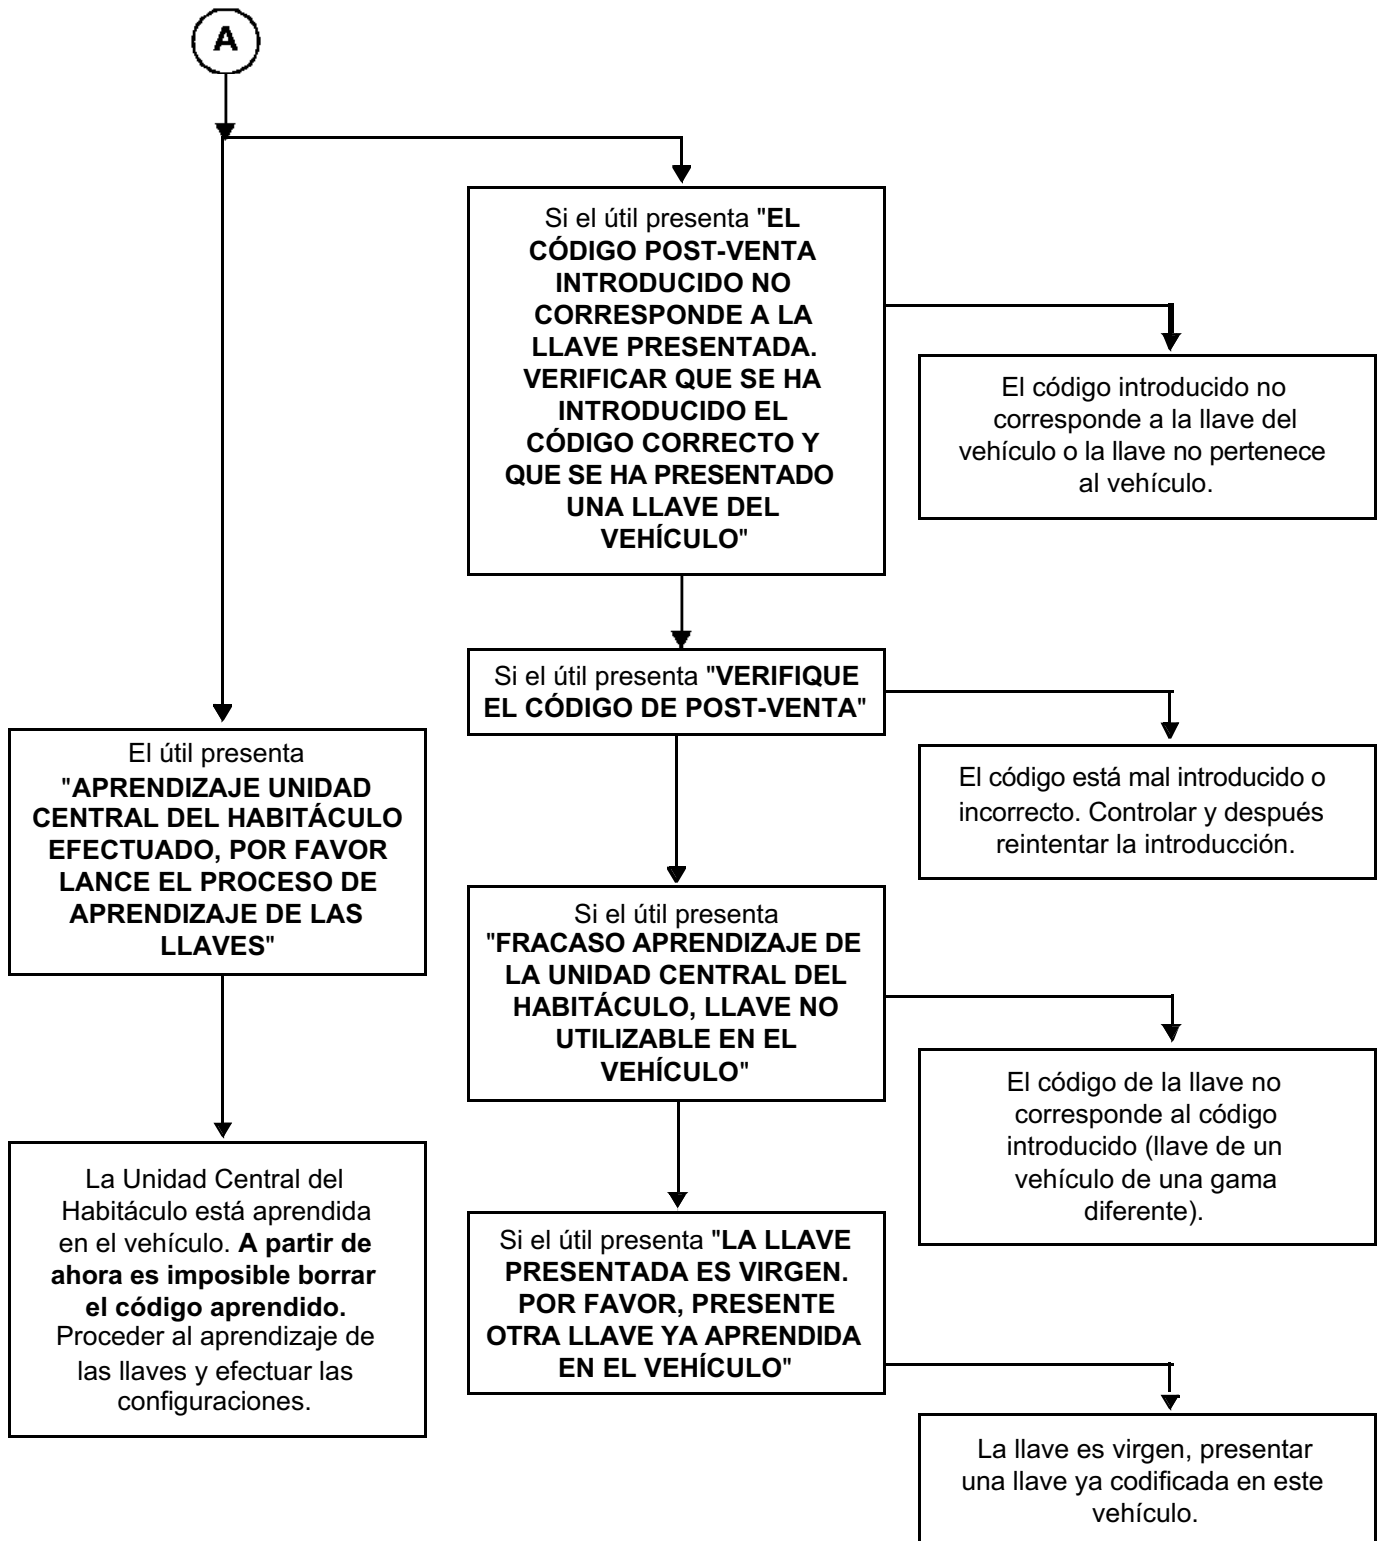 A
Si el útil presenta "EL
CÓDIGO POST-VENTA
INTRODUCIDO NO
CORRESPONDE A LA
LLAVE PRESENTADA.
VERIFICAR QUE SE HA
INTRODUCIDO EL
CÓDIGO CORRECTO Y
QUE SE HA PRESENTADO
UNA LLAVE DEL
VEHÍCULO"
El código introducido no
corresponde a la llave del
vehículo o la llave no pertenece
al vehículo.
Si el útil presenta "VERIFIQUE
EL CÓDIGO DE POST-VENTA"
El código está mal introducido o
incorrecto. Controlar y después
reintentar la introducción.
El útil presenta
"APRENDIZAJE UNIDAD
CENTRAL DEL HABITÁCULO
EFECTUADO, POR FAVOR
LANCE EL PROCESO DE
APRENDIZAJE DE LAS
LLAVES"
Si el útil presenta
"FRACASO APRENDIZAJE DE
LA UNIDAD CENTRAL DEL
HABITÁCULO, LLAVE NO
UTILIZABLE EN EL
VEHÍCULO"
El código de la llave no
corresponde al código
introducido (llave de un
vehículo de una gama
diferente).
La Unidad Central del
Habitáculo está aprendida
en el vehículo. A partir de
ahora es imposible borrar
el código aprendido.
Proceder al aprendizaje de
las llaves y efectuar las
configuraciones.
Si el útil presenta "LA LLAVE
PRESENTADA ES VIRGEN.
POR FAVOR, PRESENTE
OTRA LLAVE YA APRENDIDA
EN EL VEHÍCULO"
La llave es virgen, presentar
una llave ya codificada en este
vehículo.